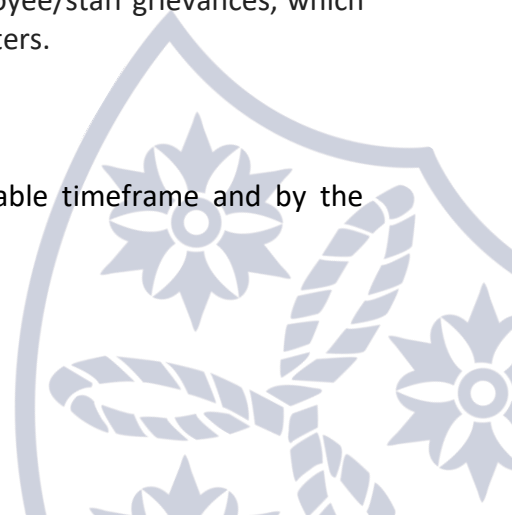 oyee/staff grievances, which
ters.
able timeframe and by the